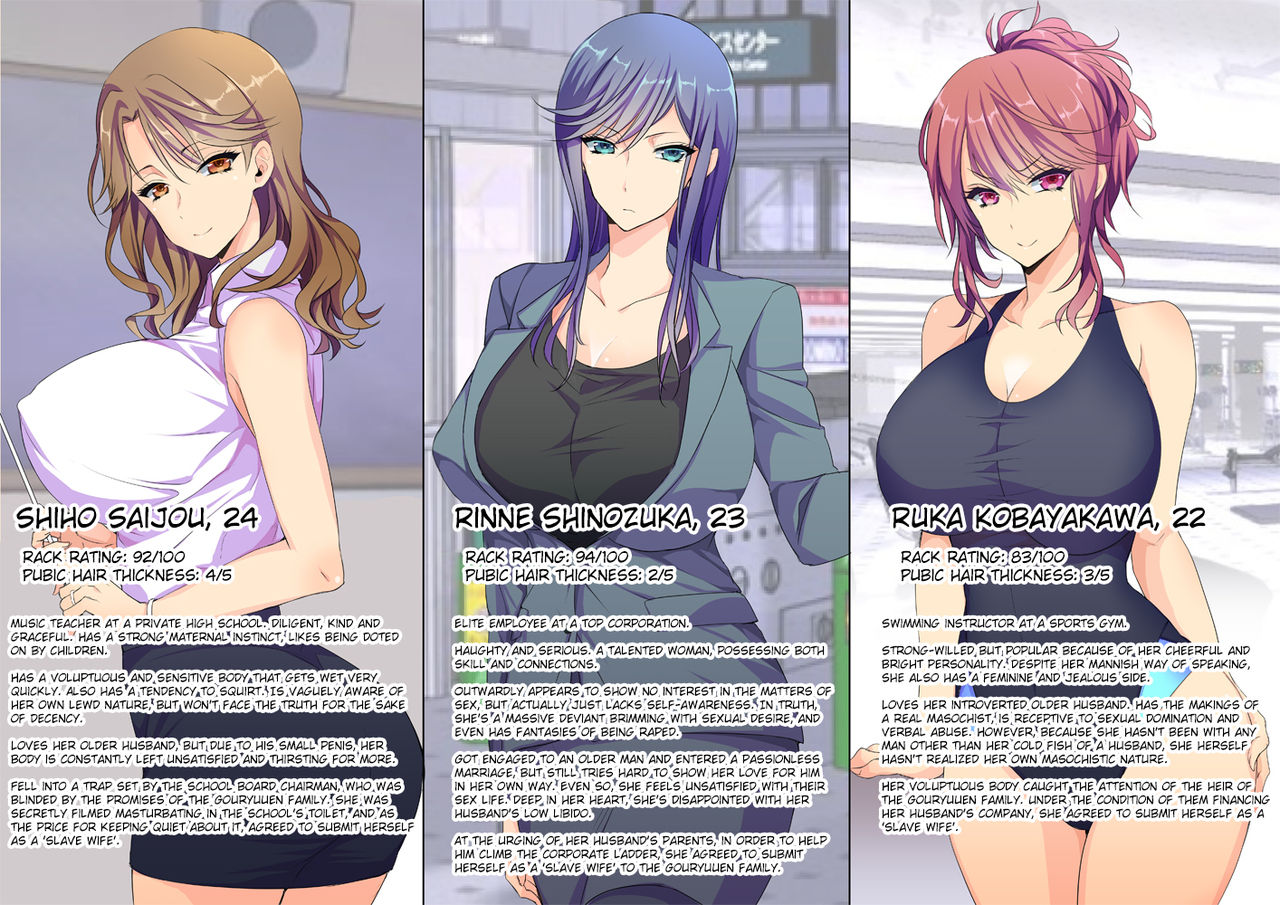 SHIHO SAIJOU, 24
RACK RATING: 92/100
PUBIC HAIR THICKNESS: 4/5
MUSIC TEACHER AT A PRIVATE HIGH SCHOOL. DILIGENT, KIND AND
GRACEFUL. HAS A STRONG MATERNAL INSTINCT, LIKES BEING DOTED
ON BY CHILDREN.
HAS A VOLUPTUOUS AND SENSITIVE BODY THAT GETS WET VERY
QUICKLY. ALSO HAS A TENDENCY TO SQUIRT. IS VAGUELY AWARE OF
HER OWN LEWD NATURE, BUT WON'T FACE THE TRUTH FOR THE SAKE
OF DECENCY.
LOVES HER OLDER HUSBAND, BUT DUE TO HIS SMALL PENIS, HER
BODY IS CONSTANTLY LEFT UNSATISFIED AND THIRSTING FOR MORE.
FELL INTO A TRAP SET BY THE SCHOOL BOARD CHAIRMAN, WHO WAS
BLINDED BY THE PROMISES OF THE GOURYUUEN FAMILY. SHE WAS
SECRETLY FILMED MASTURBATING IN THE SCHOOL'S TOILET, AND AS
THE PRICE FOR KEEPING QUIET ABOUT IT, AGREED TO SUBMIT HERSELF
AS A 'SLAVE WIFE'.
ビスセンター
Center
RINNE SHINOZUKA, 23
RACK RATING: 94/100
PUBIC HAIR THICKNESS: 2/5
ELITE EMPLOYEE AT A TOP CORPORATION.
HAUGHTY AND SERIOUS. A TALENTED WOMAN, POSSESSING BOTH
SKILL AND CONNECTIONS.
OUTWARDLY APPEARS TO SHOW NO INTEREST IN THE MATTERS OF
SEX, BUT ACTUALLY JUST LACKS SELF-AWARENESS. IN TRUTH,
SHE'S A MASSIVE DEVIANT BRIMMING WITH SEXUAL DESIRE, AND
EVEN HAS FANTASIES OF BEING RAPED.
GOT ENGAGED TO AN OLDER MAN AND ENTERED A PASSIONLESS
MARRIAGE, BUT STILL TRIES HARD TO SHOW HER LOVE FOR HIM
IN HER OWN WAY. EVEN SO, SHE FEELS UNSATISFIED WITH THEIR
SEX LIFE. DEEP IN HER HEART, SHE'S DISAPPOINTED WITH HER
HUSBAND'S LOW LIBIDO.
AT THE URGING OF HER HUSBAND'S PARENTS, IN ORDER TO HELP
HIM CLIMB THE CORPORATE LADDER, SHE AGREED TO SUBMIT
HERSELF AS A 'SLAVE WIFE' TO THE GOURYUUEN FAMILY.
RUKA KOBAYAKAWA, 22
RACK RATING: 83/100
PUBIC HAIR THICKNESS: 3/5
SWIMMING INSTRUCTOR AT A SPORTS GYM.
STRONG-WILLED BUT POPULAR BECAUSE OF HER CHEERFUL AND
BRIGHT PERSONALITY. DESPITE HER MANNISH WAY OF SPEAKING,
SHE ALSO HAS A FEMININE AND JEALOUS SIDE.
LOVES HER INTROVERTED OLDER HUSBAND. HAS THE MAKINGS OF
A REAL MASOCHIST, IS RECEPTIVE TO SEXUAL DOMINATION AND
VERBAL ABUSE. HOWEVER, BECAUSE SHE HASN'T BEEN WITH ANY
MAN OTHER THAN HER COLD FISH OF A HUSBAND, SHE HERSELF
HASN'T REALIZED HER OWN MASOCHISTIC NATURE.
HER VOLUPTUOUS BODY CAUGHT THE ATTENTION OF THE HEIR OF
THE GOURYUUEN FAMILY. UNDER THE CONDITION OF THEM FINANCING
HER HUSBAND'S COMPANY, SHE AGREED TO SUBMIT HERSELF AS A
'SLAVE WIFE'.